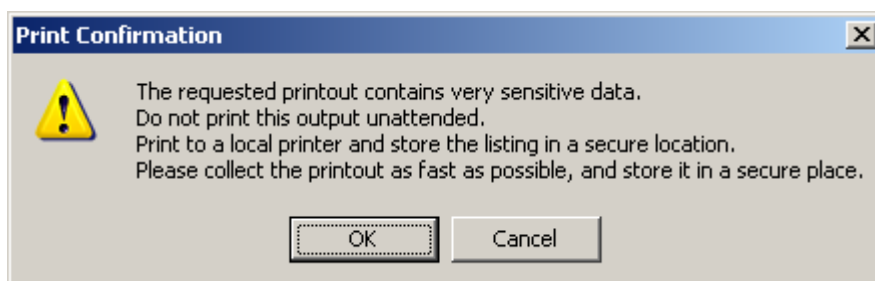 Print Confirmation
The requested printout contains very sensitive data.
Do not print this output unattended.
Print to a local printer and store the listing in a secure location.
Please collect the printout as fast as possible, and store it in a secure place.
OK Cancel